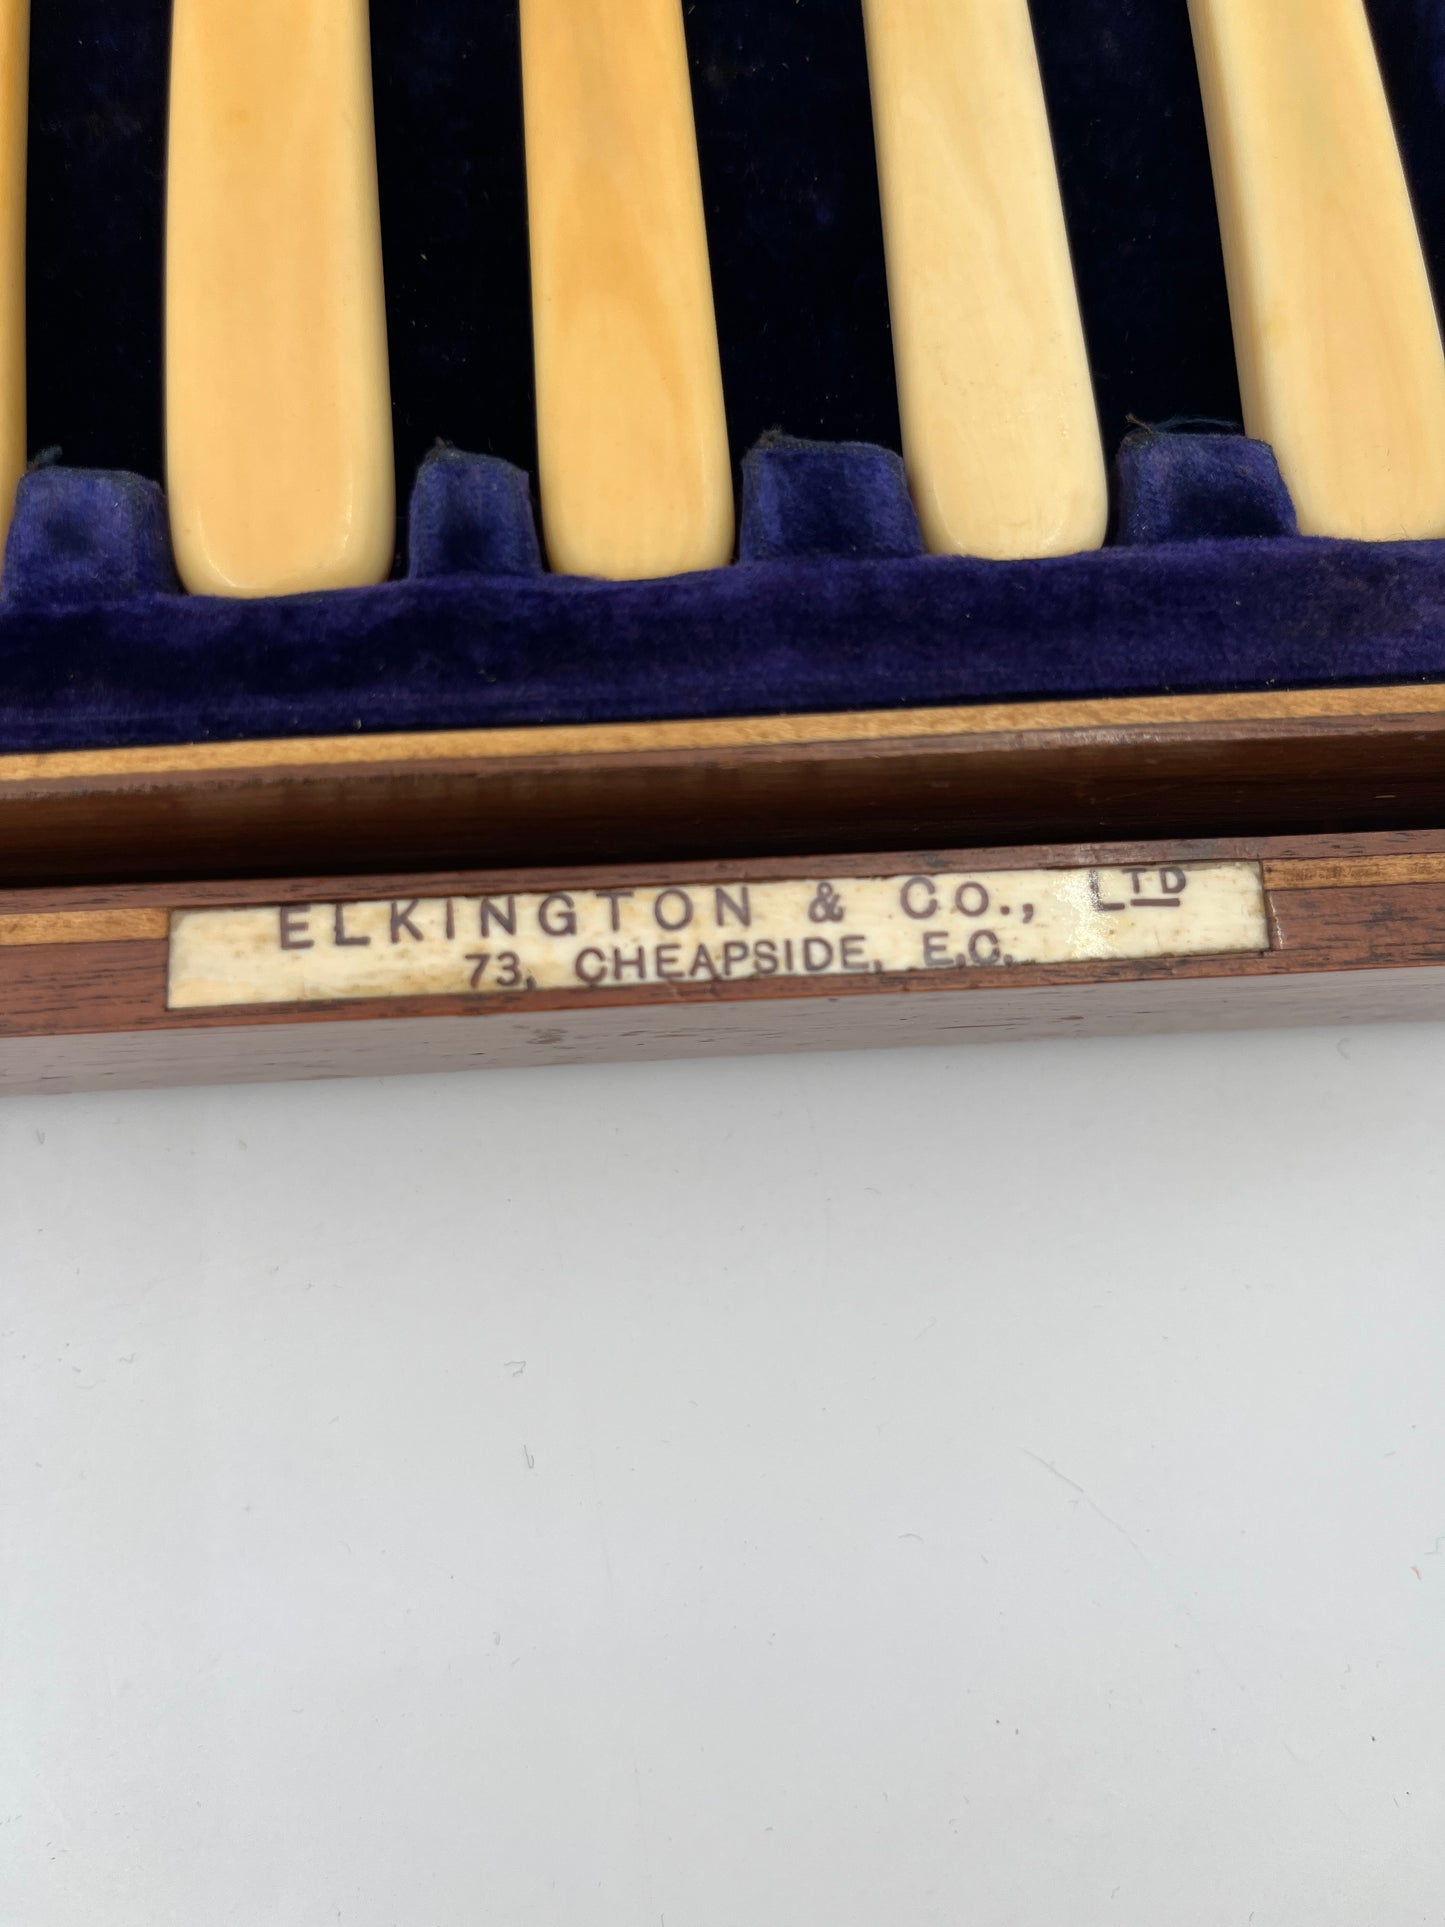 ELKINGTON & CO., LTD
73, CHEAPSIDE, E.C.